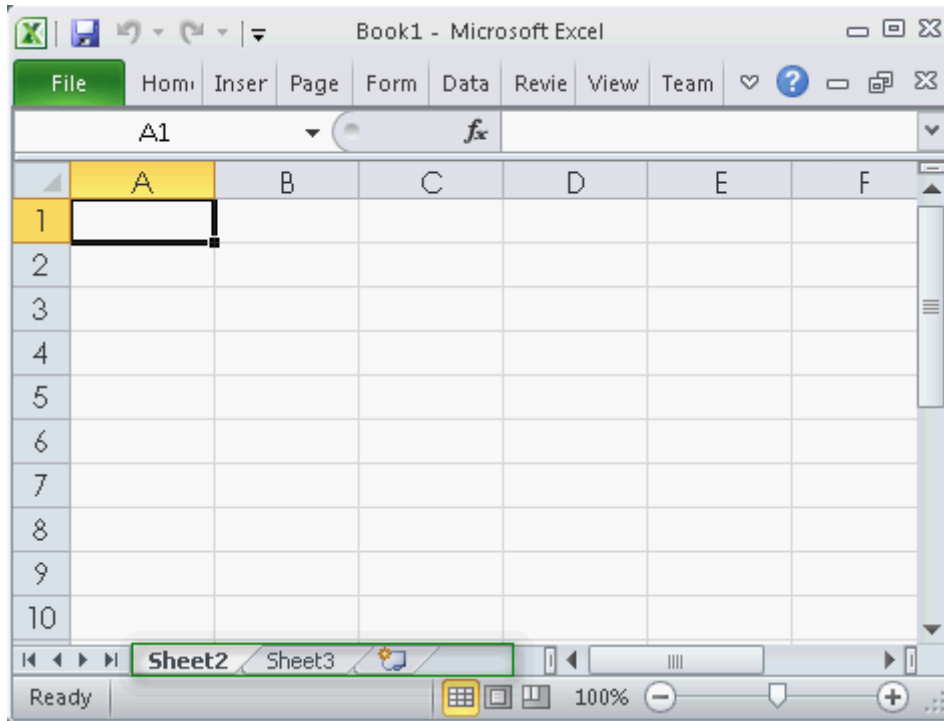 Book1 - Microsoft Excel
File Hom Inser Page Form Data Revie View Team
A1 fx
A B C D E F
1
2
3
4
5
6
7
8
9
10
Sheet2 Sheet3
Ready 100%